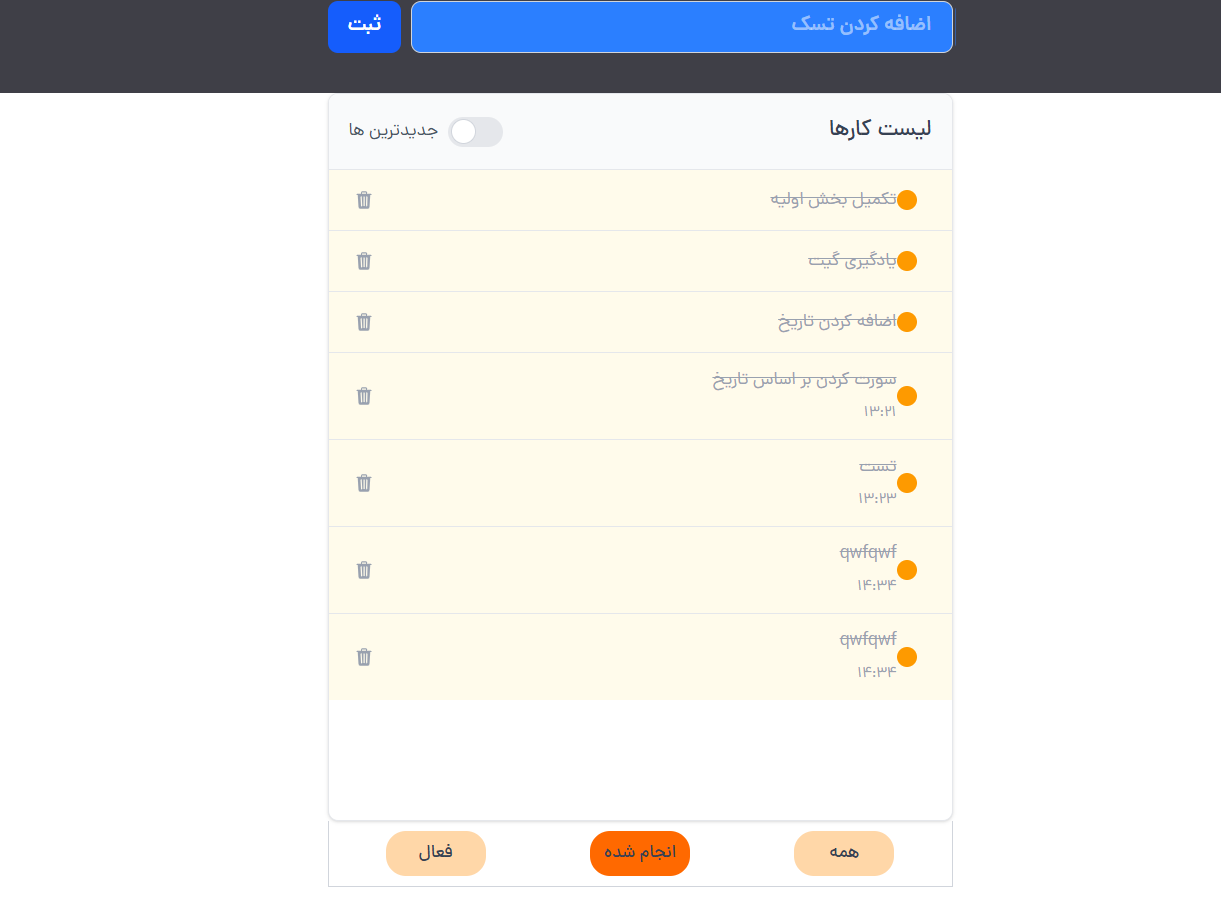 اضافه کردن تسک
ثبت
لیست کارها
جدیدترین ها
تکمیل بخش اولیه
یادگیری گیت
اضافه کردن تاریخ
سورت کردن بر اساس تاریخ
۱۳:۲۱
تست
۱۳:۲۳
qwfqwf
۱۴:۳۴
qwfqwf
۱۴:۳۴
همه
انجام شده
فعال